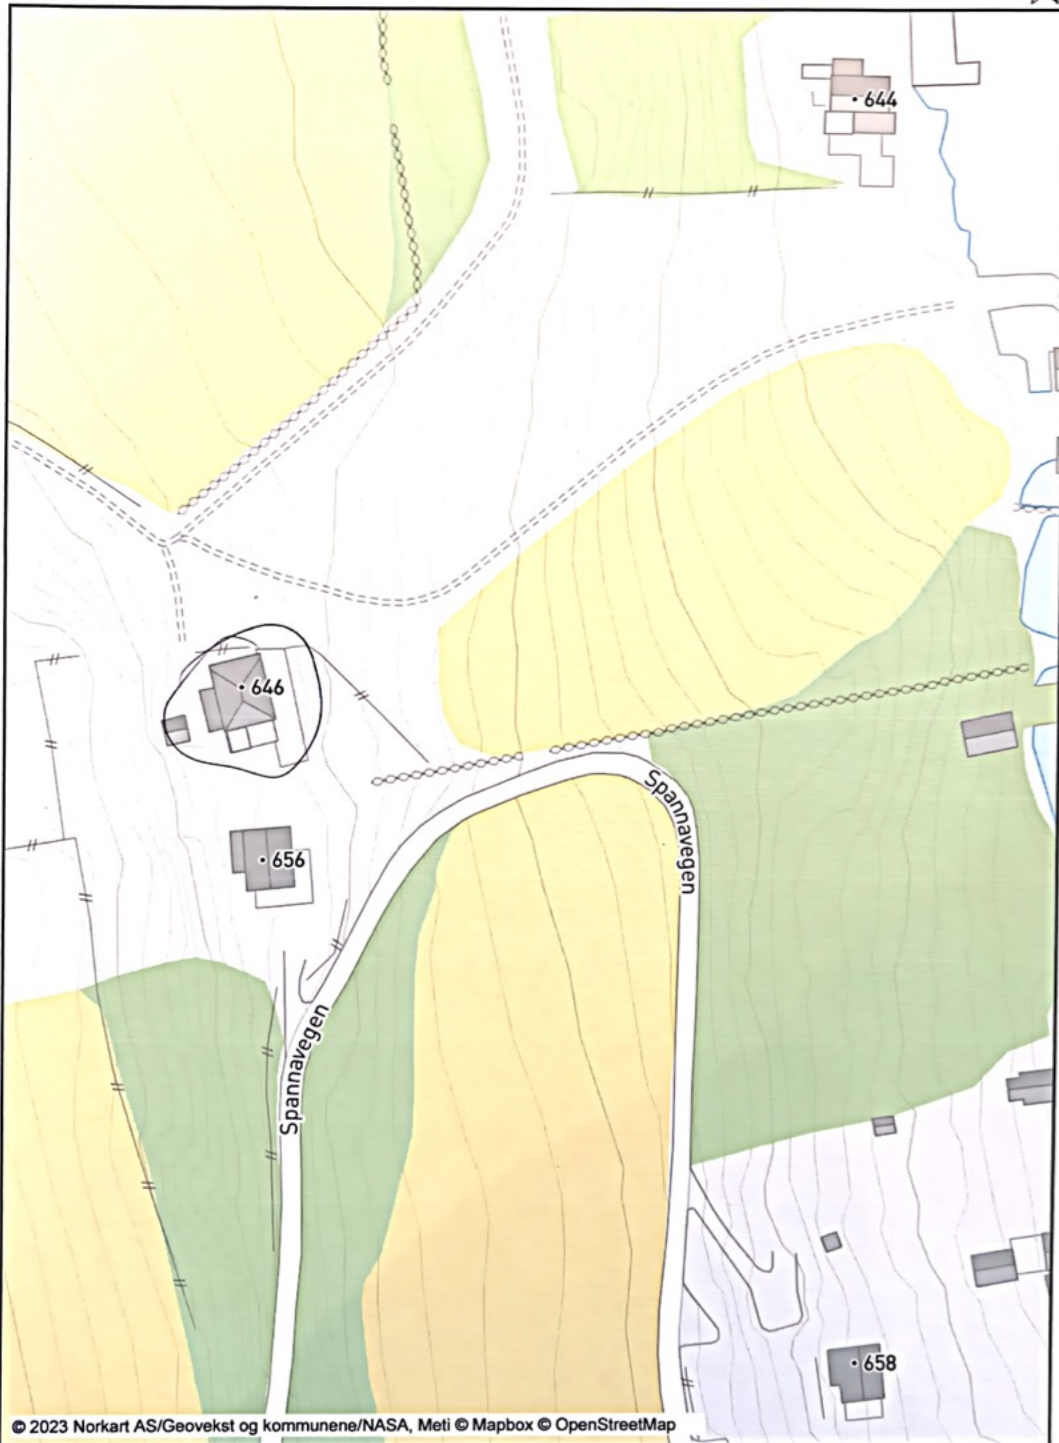 644
646
Spannavegen
656
Spannavegen
658
© 2023 Norkart AS/Geovekst og kommunene/NASA, Meti © Mapbox © OpenStreetMap